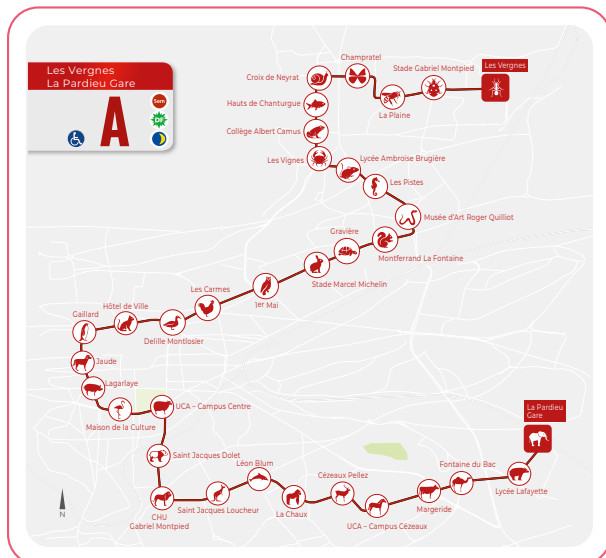 Les Vergnes
La Pardieu Gare
A
Sem
DF
Champratel
Stade Gabriel Montpied
Les Vergnes
Croix de Neyrat
La Plaine
Hauts de Chanturgue
Collège Albert Camus
Les Vignes
Lycée Ambroise Brugière
Les Pistes
Musée d'Art Roger Quilliot
Gravière
Montferrand La Fontaine
Stade Marcel Michelin
Les Carmes
1er Mai
Hôtel de Ville
Gaillard
Delille Montlosier
Jaude
Lagarlaye
Maison de la Culture
UCA – Campus Centre
La Pardieu
Gare
Saint Jacques Dolet
Léon Blum
Cézeaux Pellez
Fontaine du Bac
Lycée Lafayette
CHU
Gabriel Montpied
Saint Jacques Loucheur
La Chaux
UCA – Campus Cézeaux
Margeride
N